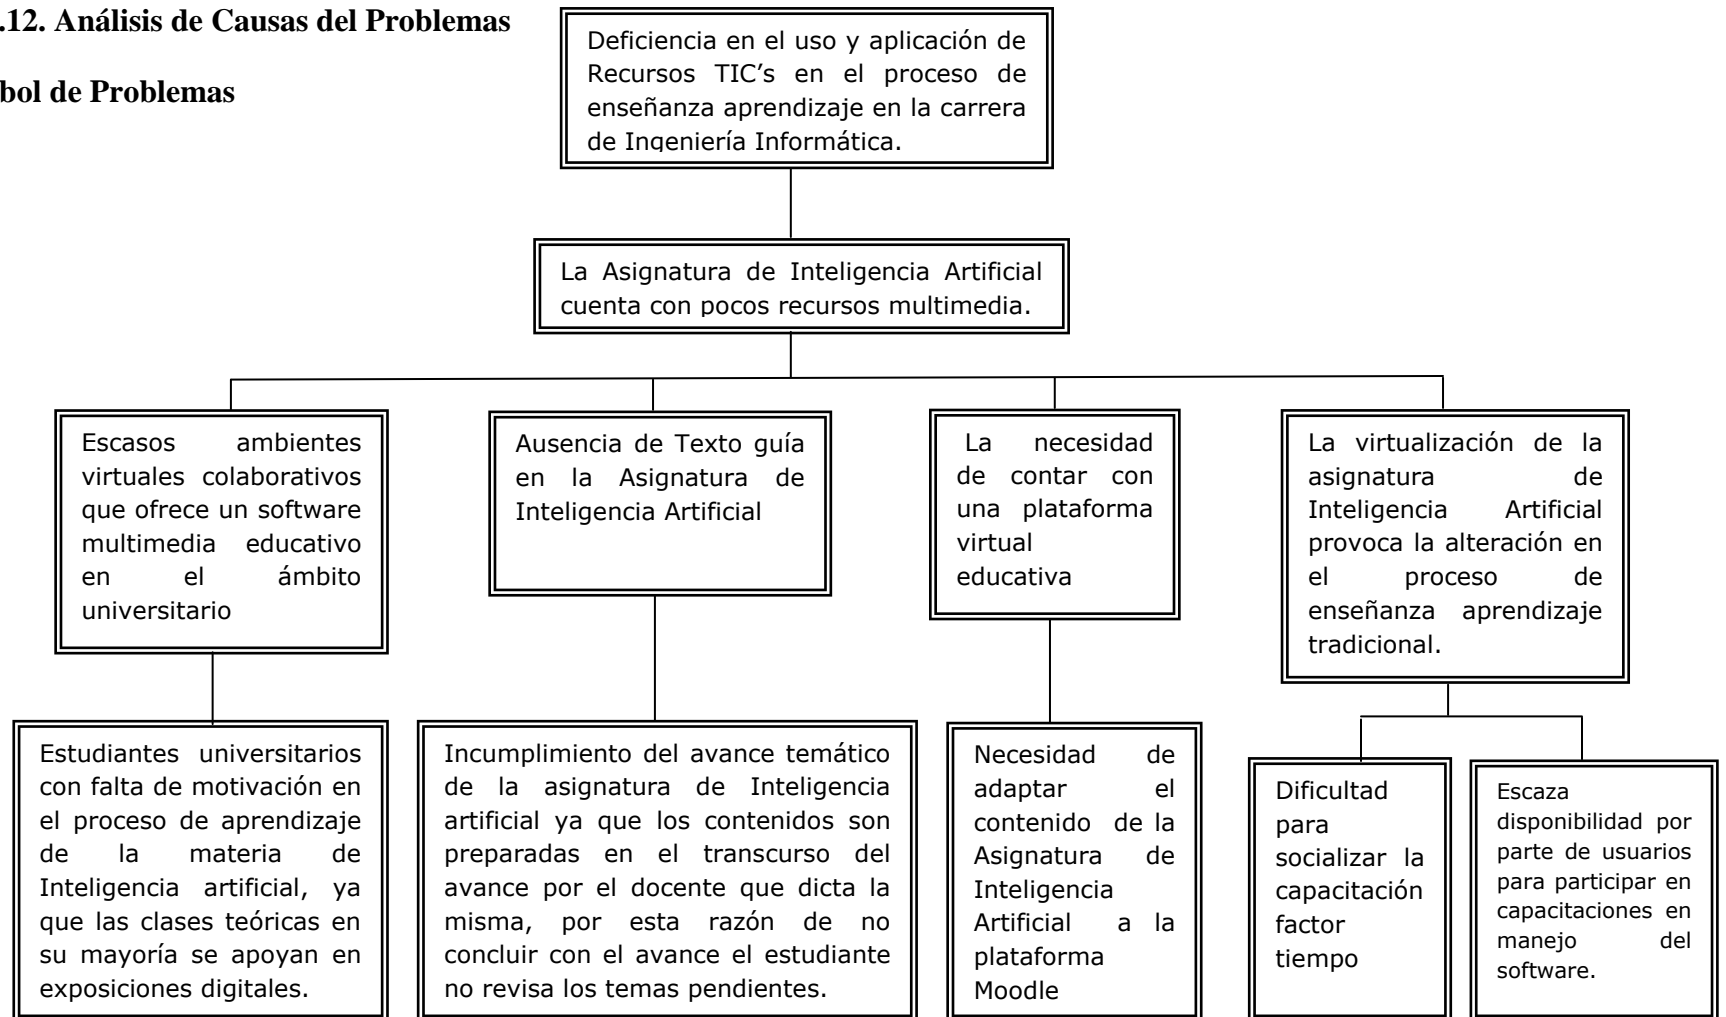 .12. Análisis de Causas del Problemas
bol de Problemas
Deficiencia en el uso y aplicación de
Recursos TIC’s en el proceso de
enseñanza aprendizaje en la carrera
de Ingeniería Informática.
La Asignatura de Inteligencia Artificial
cuenta con pocos recursos multimedia.
Escasos ambientes
virtuales colaborativos
que ofrece un software
multimedia educativo
en el ámbito
universitario
Ausencia de Texto guía
en la Asignatura de
Inteligencia Artificial
La necesidad
de contar con
una plataforma
virtual
educativa
La virtualización de la
asignatura de
Inteligencia Artificial
provoca la alteración en
el proceso de
enseñanza aprendizaje
tradicional.
Estudiantes universitarios
con falta de motivación en
el proceso de aprendizaje
de la materia de
Inteligencia artificial, ya
que las clases teóricas en
su mayoría se apoyan en
exposiciones digitales.
Incumplimiento del avance temático
de la asignatura de Inteligencia
artificial ya que los contenidos son
preparadas en el transcurso del
avance por el docente que dicta la
misma, por esta razón de no
concluir con el avance el estudiante
no revisa los temas pendientes.
Necesidad de
adaptar el
contenido de la
Asignatura de
Inteligencia
Artificial a la
plataforma
Moodle
Dificultad
para
socializar la
capacitación
factor
tiempo
Escaza
disponibilidad por
parte de usuarios
para participar en
capacitaciones en
manejo del
software.